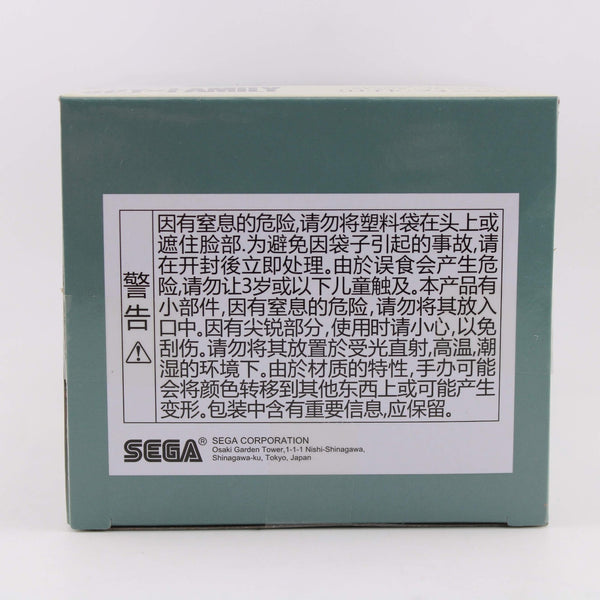 FAMILY
警告
因有窒息的危险,请勿将塑料袋在头上或
遮住脸部.为避免因袋子引起的事故,请
在开封後立即处理。由於误食会产生危
险,请勿让3岁或以下儿童触及。本产品有
小部件,因有窒息的危险,请勿将其放入
口中。因有尖锐部分,使用时请小心,以免
刮伤。请勿将其放置於受光直射,高温,潮
湿的环境下。由於材质的特性,手办可能
会将颜色转移到其他东西上或可能产生
变形。包装中含有重要信息,应保留。
SEGA® SEGA CORPORATION
Osaki Garden Tower,1-1-1 Nishi-Shinagawa,
Shinagawa-ku, Tokyo, Japan